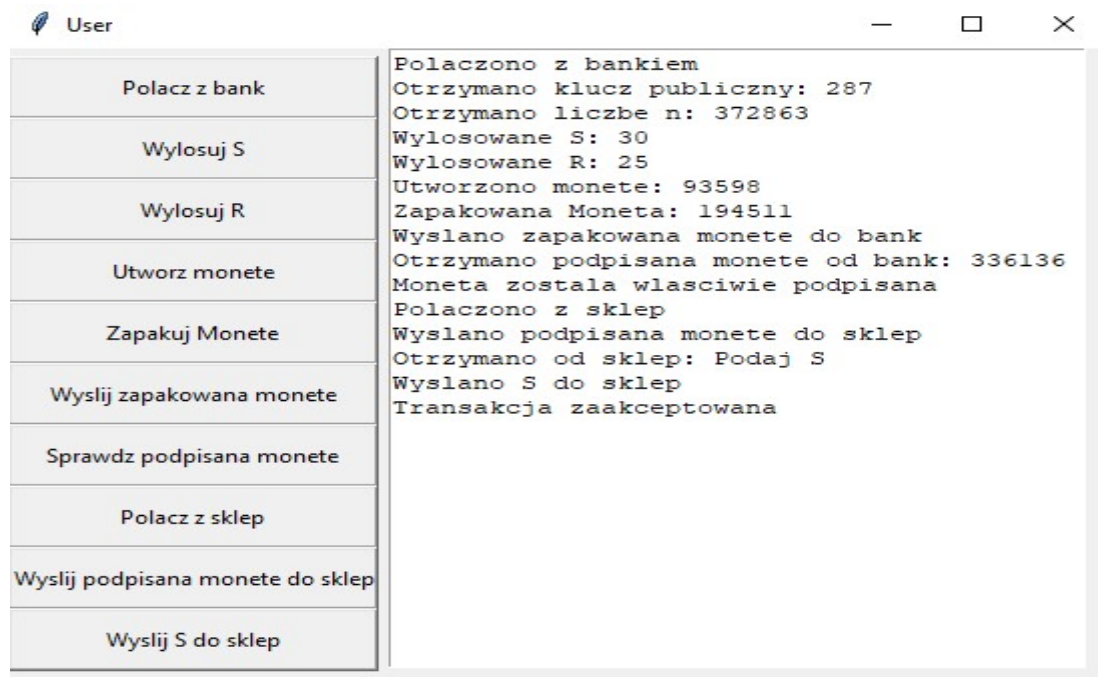 User
Polacz z bank
Wylosuj S
Wylosuj R
Utworz monete
Zapakuj Monete
Wyslij zapakowana monete
Sprawdz podpisana monete
Polacz z sklep
Wyslij podpisana monete do sklep
Wyslij S do sklep
Polaczono z bankiem
Otrzymano klucz publiczny: 287
Otrzymano liczbe n: 372863
Wylosowane S: 30
Wylosowane R: 25
Utworzono monete: 93598
Zapakowana Moneta: 194511
Wyslano zapakowana monete do bank
Otrzymano podpisana monete od bank: 336136
Moneta zostala wlasciwie podpisana
Polaczono z sklep
Wyslano podpisana monete do sklep
Otrzymano od sklep: Podaj S
Wyslano S do sklep
Transakcja zaakceptowana